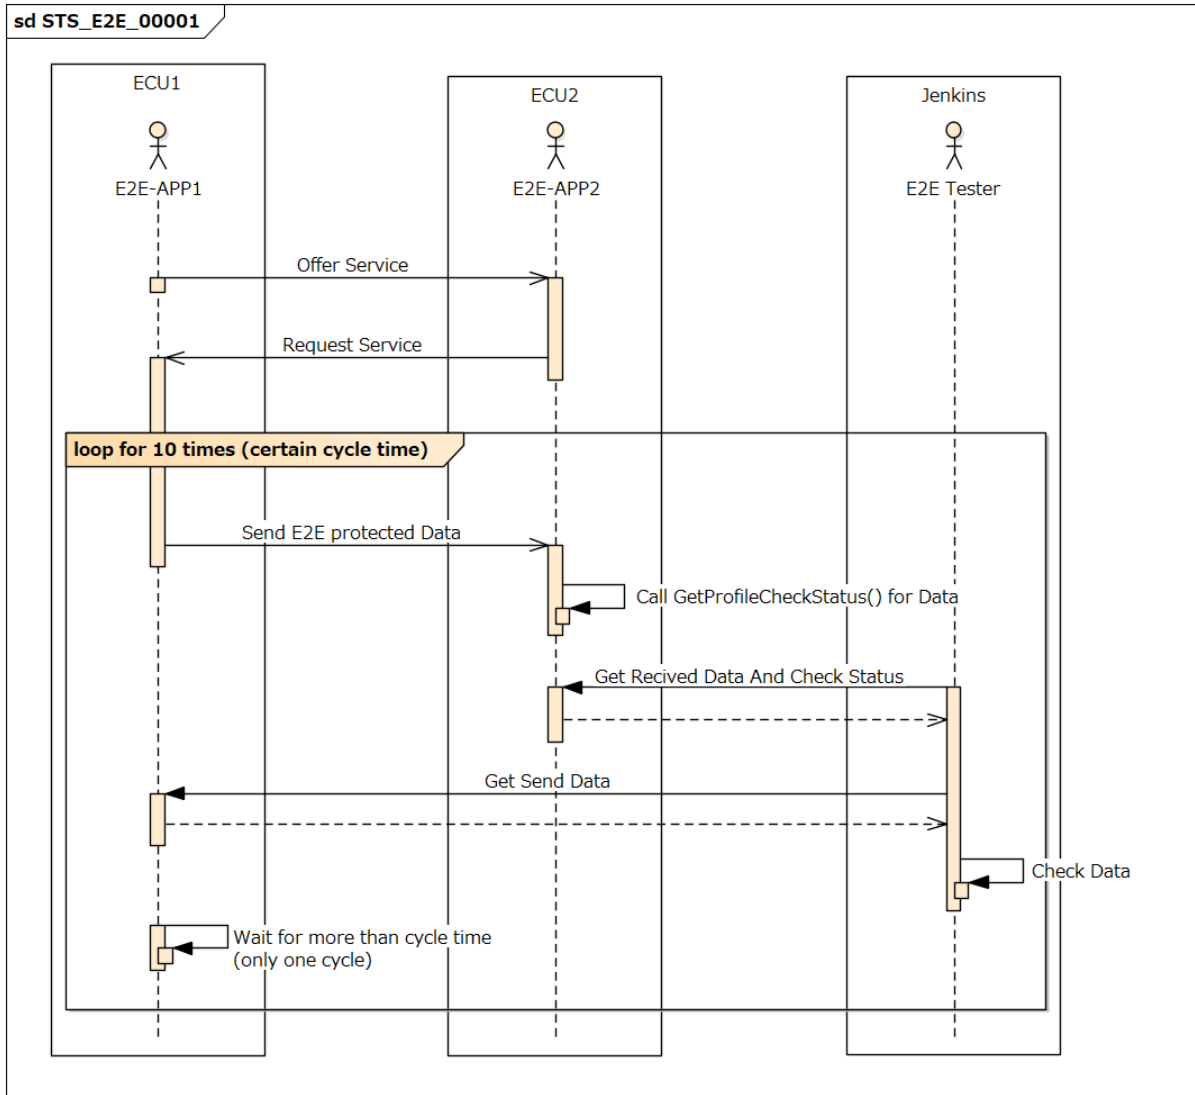 sd STS_E2E_00001
ECU1
ECU2
Jenkins
E2E-APP1
E2E-APP2
E2E Tester
Offer Service
Request Service
loop for 10 times (certain cycle time)
Send E2E protected Data
Call GetProfileCheckStatus() for Data
Get Recived Data And Check Status
Get Send Data
Check Data
Wait for more than cycle time
(only one cycle)